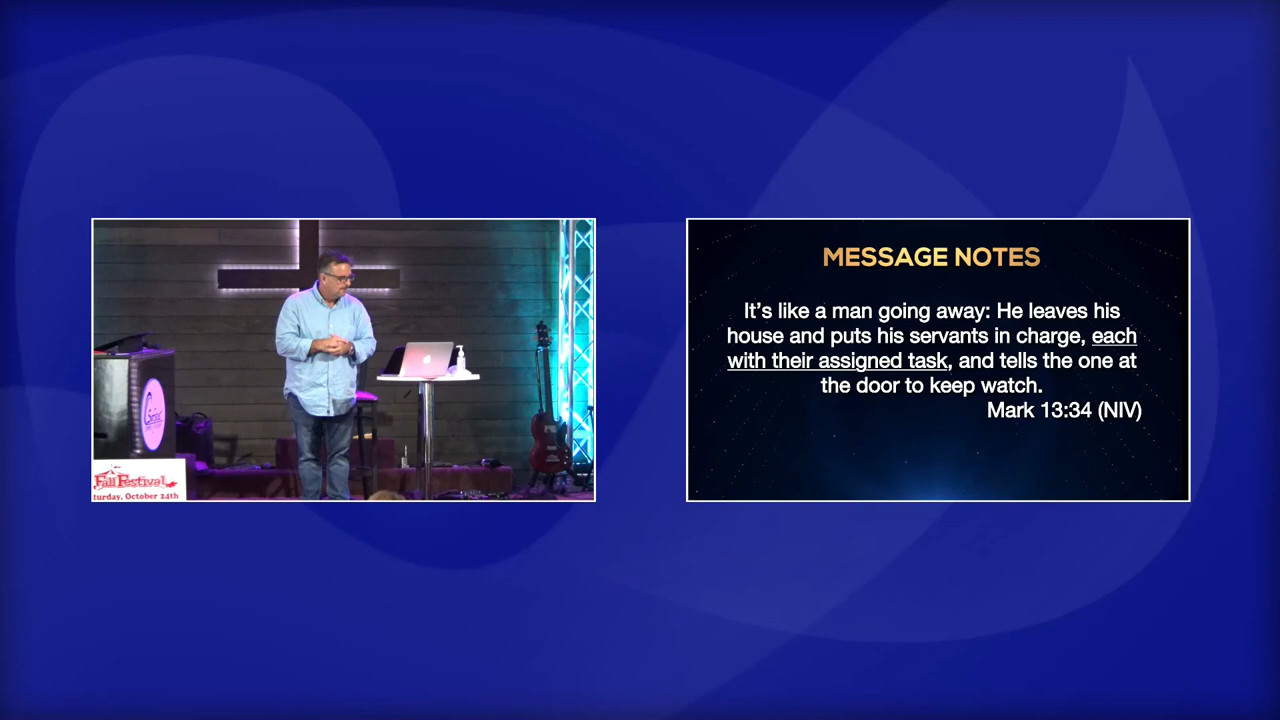 MESSAGE NOTES
It’s like a man going away: He leaves his
house and puts his servants in charge, each
with their assigned task, and tells the one at
the door to keep watch.
Mark 13:34 (NIV)
Fall Festival
turday, October 24th